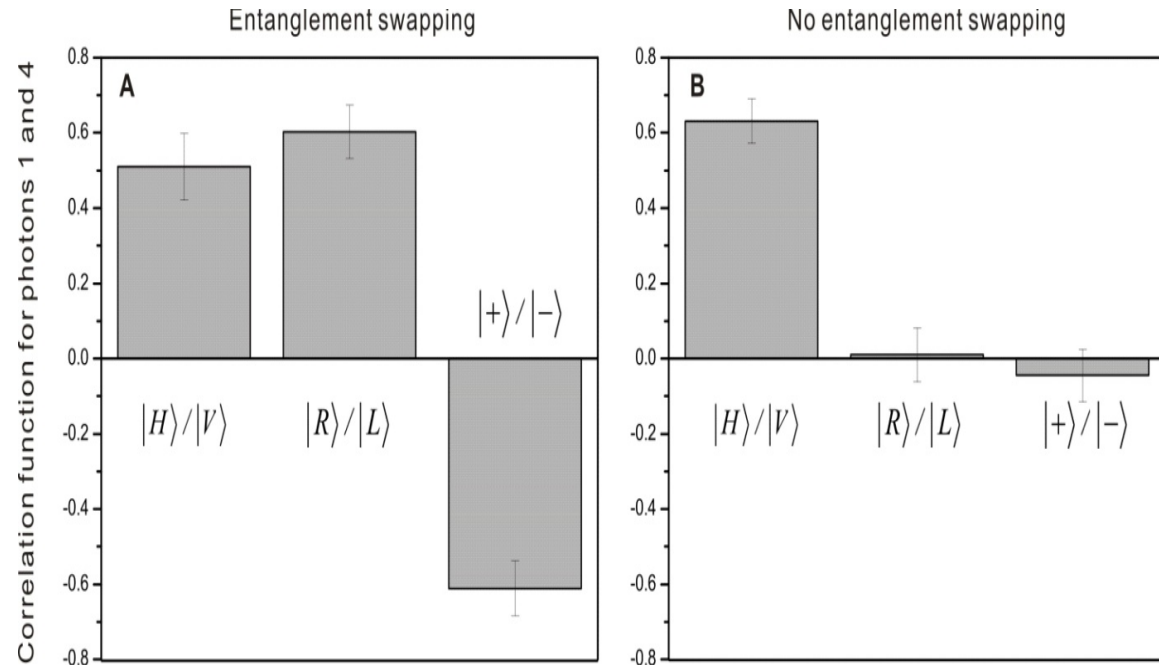 Entanglement swapping
No entanglement swapping
Correlation function for photons 1 and 4
A
0.8
0.6
0.4
0.2
0.0
-0.2
-0.4
-0.6
-0.8
|H⟩/|V⟩
|R⟩/|L⟩
|+⟩/|−⟩
B
0.8
0.6
0.4
0.2
0.0
-0.2
-0.4
-0.6
-0.8
|H⟩/|V⟩
|R⟩/|L⟩
|+⟩/|−⟩